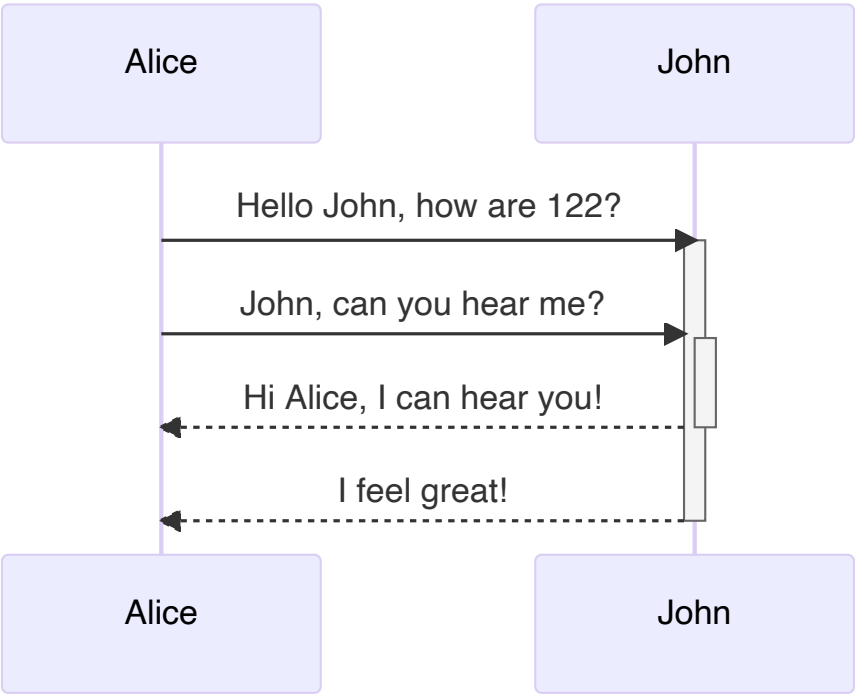 Alice
John
Hello John, how are 122?
John, can you hear me?
Hi Alice, I can hear you!
I feel great!
Alice
John